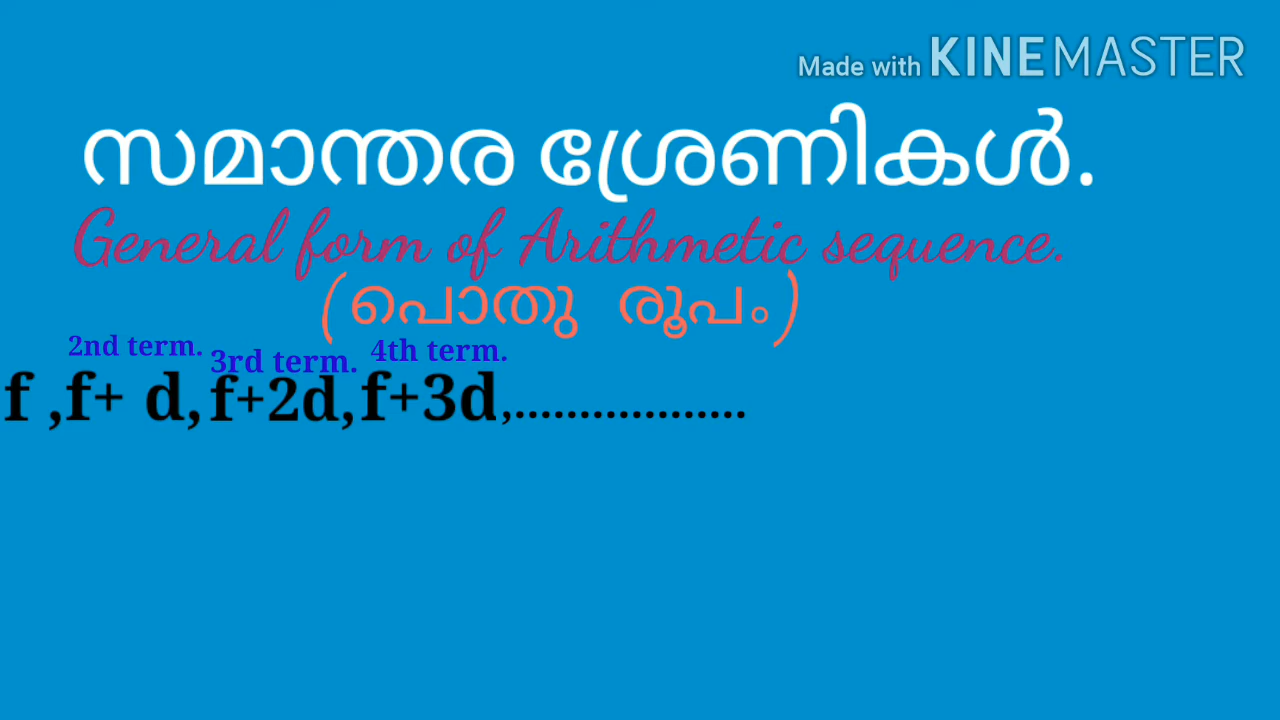 Made with KINEMASTER
സമാന്തര ശ്രേണികൾ.
General form of Arithmetic sequence.
(പൊതു രൂപം)
2nd term. 3rd term. 4th term.
f ,f+ d, f+2d, f+3d,..................